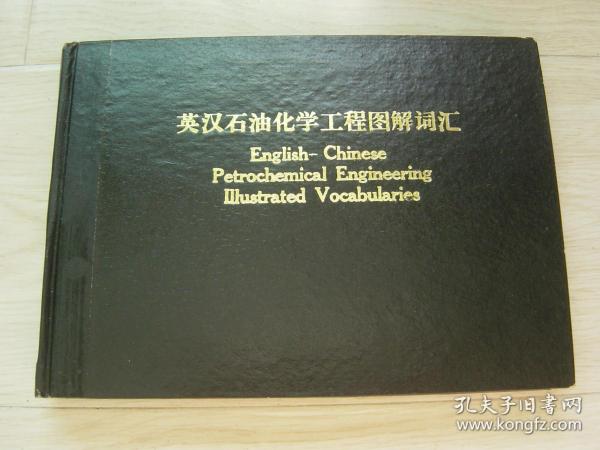 英汉石油化学工程图解词汇
English- Chinese
Petrochemical Engineering
Illustrated Vocabularies
孔夫子旧书网
www.kongfz.com